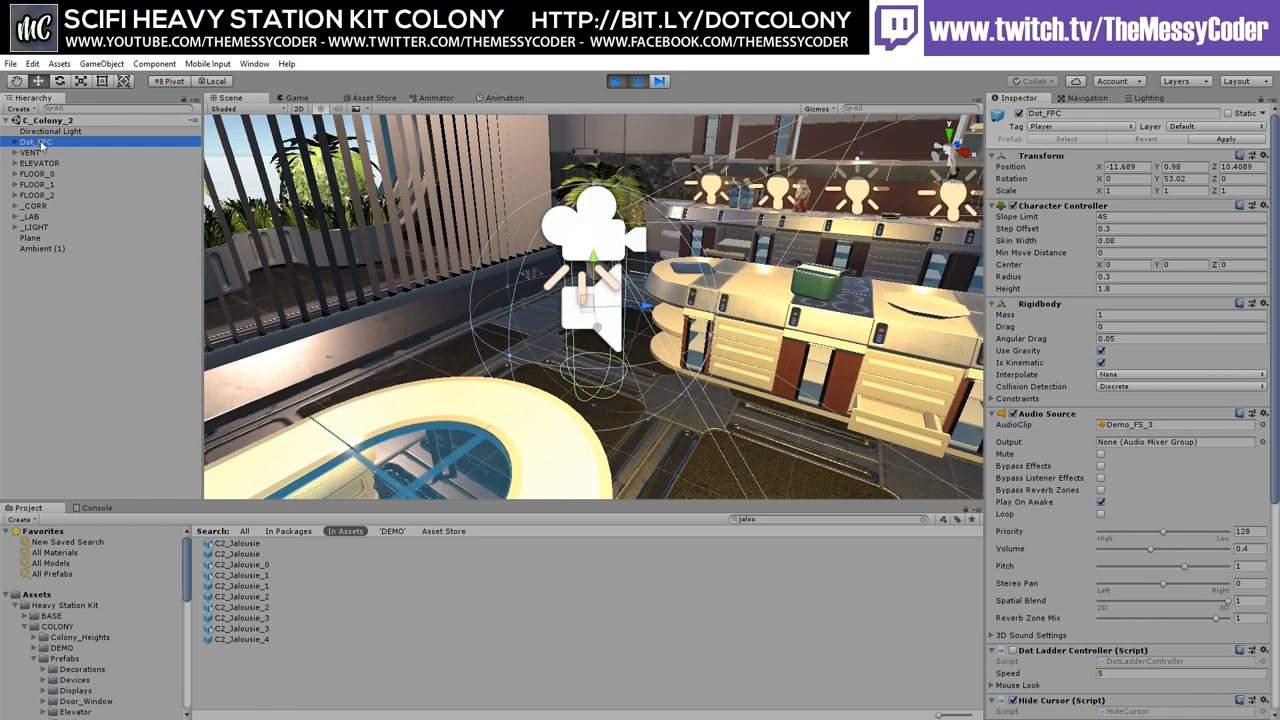 MC
SCIFI HEAVY STATION KIT COLONY
HTTP://BIT.LY/DOTCOLONY
WWW.YOUTUBE.COM/THEMESSYCODER - WWW.TWITTER.COM/THEMESSYCODER - WWW.FACEBOOK.COM/THEMESSYCODER
www.twitch.tv/TheMessyCoder
File Edit Assets GameObject Component Mobile Input Window Help
Pivot Local
Collab Account Layers Layout
Hierarchy
Create All
C_Colony_2
Directional Light
Dot_FPC
VENT
ELEVATOR
FLOOR_0
FLOOR_1
FLOOR_2
_CORR
_LAB
_LIGHT
Plane
Ambient (1)
Scene Game Asset Store Animator Animation
Shaded 2D Gizmos All
y
x
Inspector Navigation Lighting
Dot_FPC Static
Tag Player Layer Default
Prefab Select Revert Apply
Transform
Position X -11.689 Y 0.98 Z 10.4089
Rotation X 0 Y 53.02 Z 0
Scale X 1 Y 1 Z 1
Character Controller
Slope Limit 45
Step Offset 0.3
Skin Width 0.08
Min Move Distance 0
Center X 0 Y 0 Z 0
Radius 0.3
Height 1.8
Rigidbody
Mass 1
Drag 0
Angular Drag 0.05
Use Gravity
Is Kinematic
Interpolate None
Collision Detection Discrete
Constraints
Audio Source
AudioClip Demo_FS_3
Output None (Audio Mixer Group)
Mute
Bypass Effects
Bypass Listener Effects
Bypass Reverb Zones
Play On Awake
Loop
Priority 128
High Low
Volume 0.4
Pitch 1
Stereo Pan 0
Left Right
Spatial Blend 1
2D 3D
Reverb Zone Mix 1
3D Sound Settings
Dot Ladder Controller (Script)
Script DotLadderController
Speed 5
Mouse Look
Hide Cursor (Script)
Script HideCursor
Project Console
Create jalou
Favorites
New Saved Search
All Materials
All Models
All Prefabs
Assets
Heavy Station Kit
BASE
COLONY
Colony_Heights
DEMO
Prefabs
Decorations
Devices
Displays
Door_Window
Elevator
Search: All In Packages In Assets 'DEMO' Asset Store
C2_Jalousie
C2_Jalousie
C2_Jalousie_0
C2_Jalousie_1
C2_Jalousie_1
C2_Jalousie_2
C2_Jalousie_2
C2_Jalousie_3
C2_Jalousie_3
C2_Jalousie_4